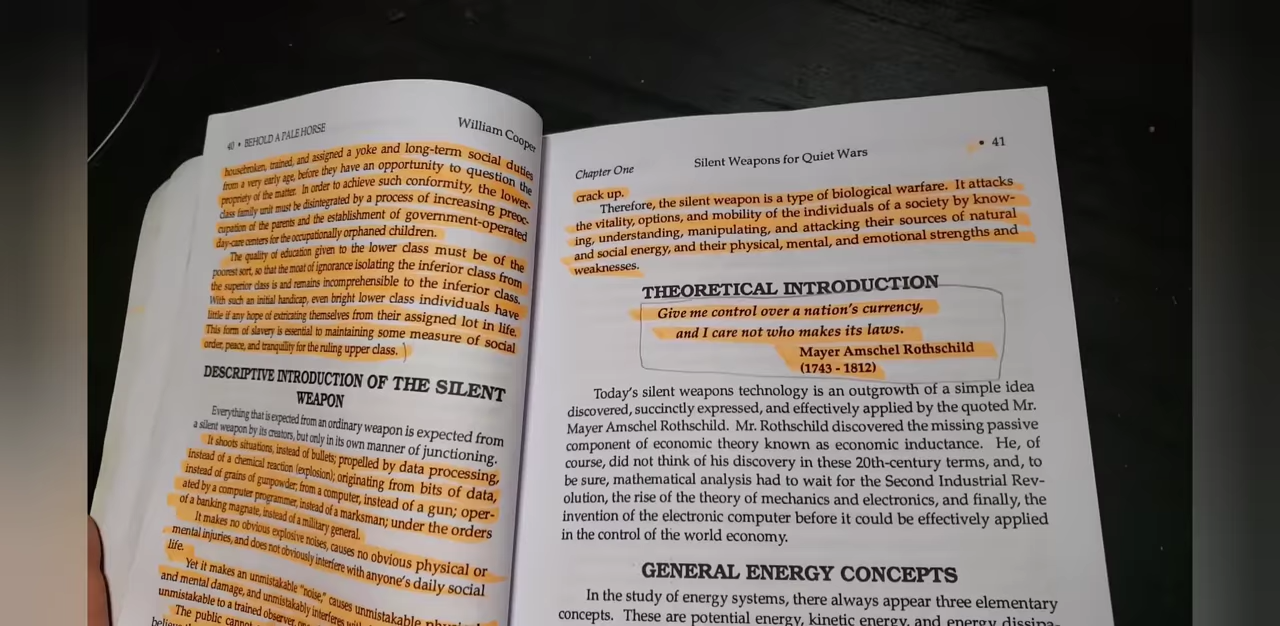 40 • BEHOLD A PALE HORSE
William Cooper
housebroken, trained, and assigned a yoke and long-term social duties
from a very early age, before they have an opportunity to question the
propriety of the matter. In order to achieve such conformity, the lower-
class family unit must be disintegrated by a process of increasing preoc-
cupation of the parents and the establishment of government-operated
day-care centers for the occupationally orphaned children.
The quality of education given to the lower class must be of the
poorest sort, so that the moat of ignorance isolating the inferior class from
the superior class is and remains incomprehensible to the inferior class.
With such an initial handicap, even bright lower class individuals have
little if any hope of extricating themselves from their assigned lot in life.
This form of slavery is essential to maintaining some measure of social
order, peace, and tranquility for the ruling upper class.
DESCRIPTIVE INTRODUCTION OF THE SILENT
WEAPON
Everything that is expected from an ordinary weapon is expected from
a silent weapon by its creators, but only in its own manner of functioning.
It shoots situations, instead of bullets; propelled by data processing,
instead of a chemical reaction (explosion); originating from bits of data,
instead of grains of gunpowder; from a computer, instead of a gun; oper-
ated by a computer programmer, instead of a marksman; under the orders
of a banking magnate, instead of a military general.
It makes no obvious explosive noises, causes no obvious physical or
mental injuries, and does not obviously interfere with anyone's daily social
life.
Yet it makes an unmistakable "noise," causes unmistakable
and mental damage, and unmistakably interferes
unmistakable to a trained observer,
The public cannot
Chapter One
Silent Weapons for Quiet Wars
• 41
crack up.
Therefore, the silent weapon is a type of biological warfare. It attacks
the vitality, options, and mobility of the individuals of a society by know-
ing, understanding, manipulating, and attacking their sources of natural
and social energy, and their physical, mental, and emotional strengths and
weaknesses.
THEORETICAL INTRODUCTION
Give me control over a nation's currency,
and I care not who makes its laws.
Mayer Amschel Rothschild
(1743 - 1812)
Today's silent weapons technology is an outgrowth of a simple idea
discovered, succinctly expressed, and effectively applied by the quoted Mr.
Mayer Amschel Rothschild. Mr. Rothschild discovered the missing passive
component of economic theory known as economic inductance. He, of
course, did not think of his discovery in these 20th-century terms, and, to
be sure, mathematical analysis had to wait for the Second Industrial Rev-
olution, the rise of the theory of mechanics and electronics, and finally, the
invention of the electronic computer before it could be effectively applied
in the control of the world economy.
GENERAL ENERGY CONCEPTS
In the study of energy systems, there always appear three elementary
concepts. These are potential energy, kinetic energy, and energy dissipa-